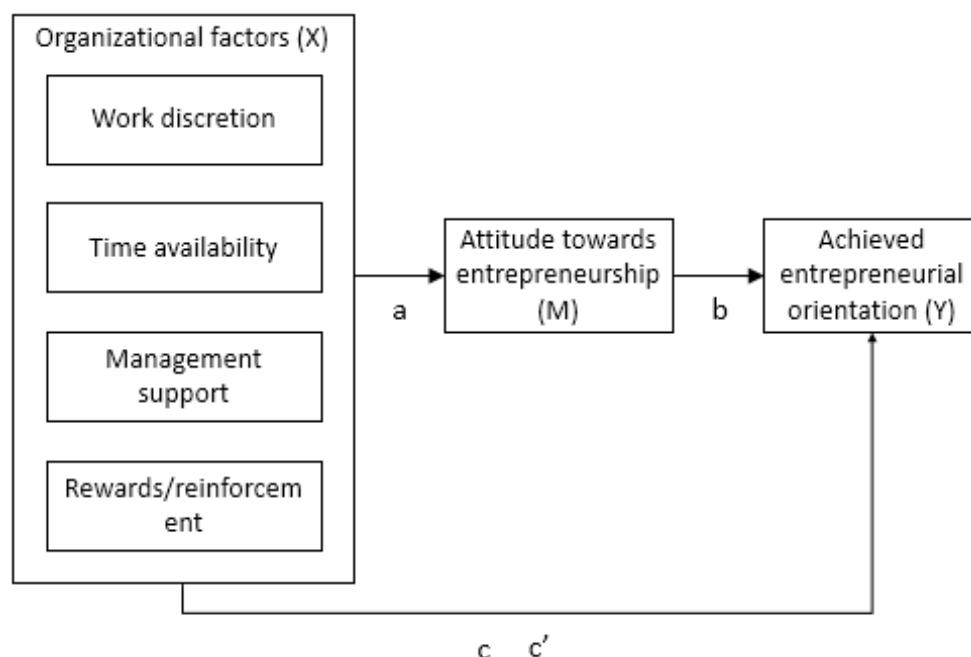 Organizational factors (X)
Work discretion
Time availability
Management
support
Rewards/reinforcem
ent
a
Attitude towards
entrepreneurship
(M)
b
Achieved
entrepreneurial
orientation (Y)
c c’